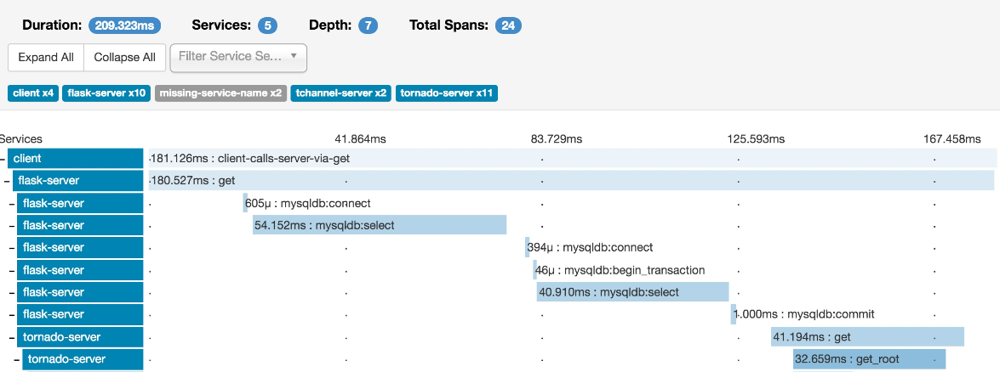 Duration: 209.323ms Services: 5 Depth: 7 Total Spans: 24
Expand All Collapse All Filter Service Se...
client x4 flask-server x10 missing-service-name x2 tchannel-server x2 tornado-server x11
Services 41.864ms 83.729ms 125.593ms 167.458ms
client 181.126ms : client-calls-server-via-get
flask-server 180.527ms : get
flask-server 605μ : mysqldb:connect
flask-server 54.152ms : mysqldb:select
flask-server 394μ : mysqldb:connect
flask-server 46μ : mysqldb:begin_transaction
flask-server 40.910ms : mysqldb:select
flask-server 1.000ms : mysqldb:commit
tornado-server 41.194ms : get
tornado-server 32.659ms : get_root